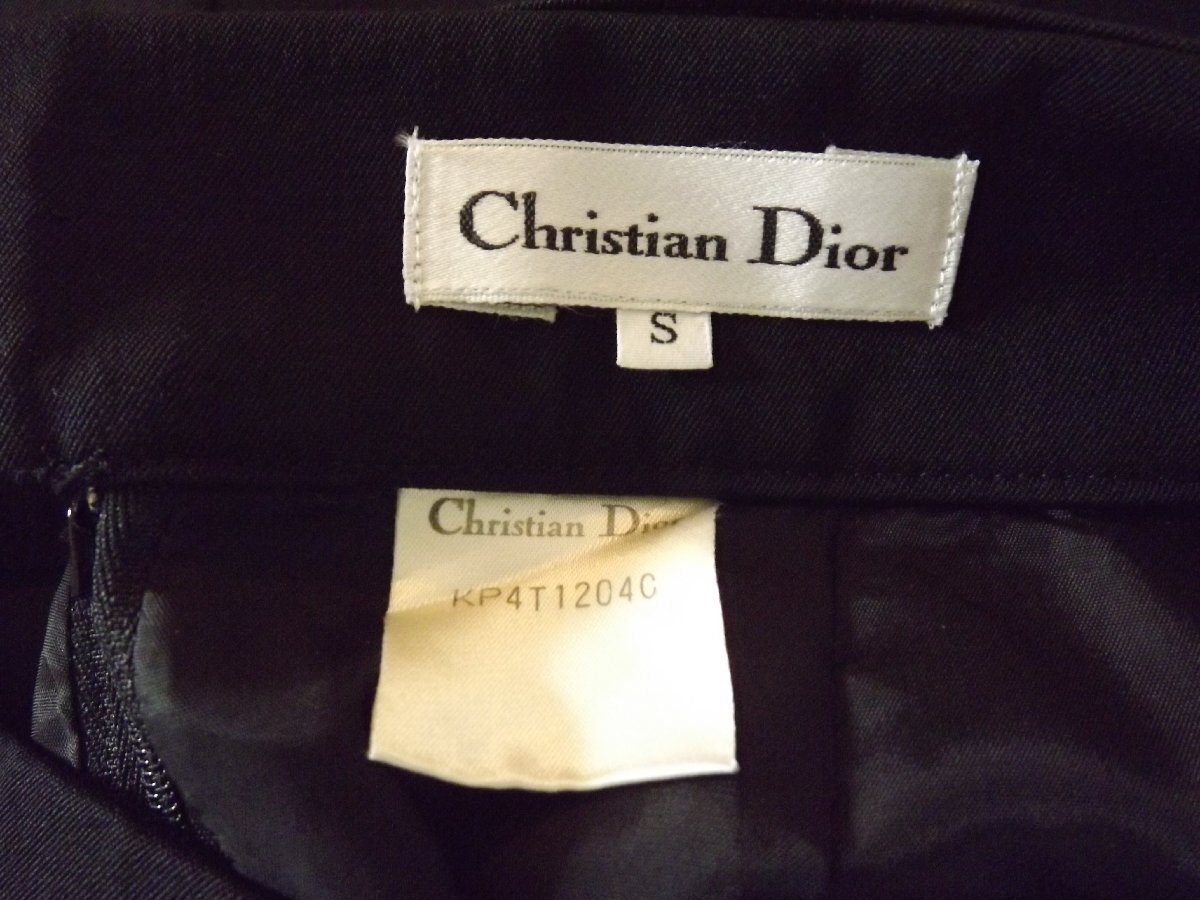 Christian Dior
S
Christian Dior
KP4T1204C